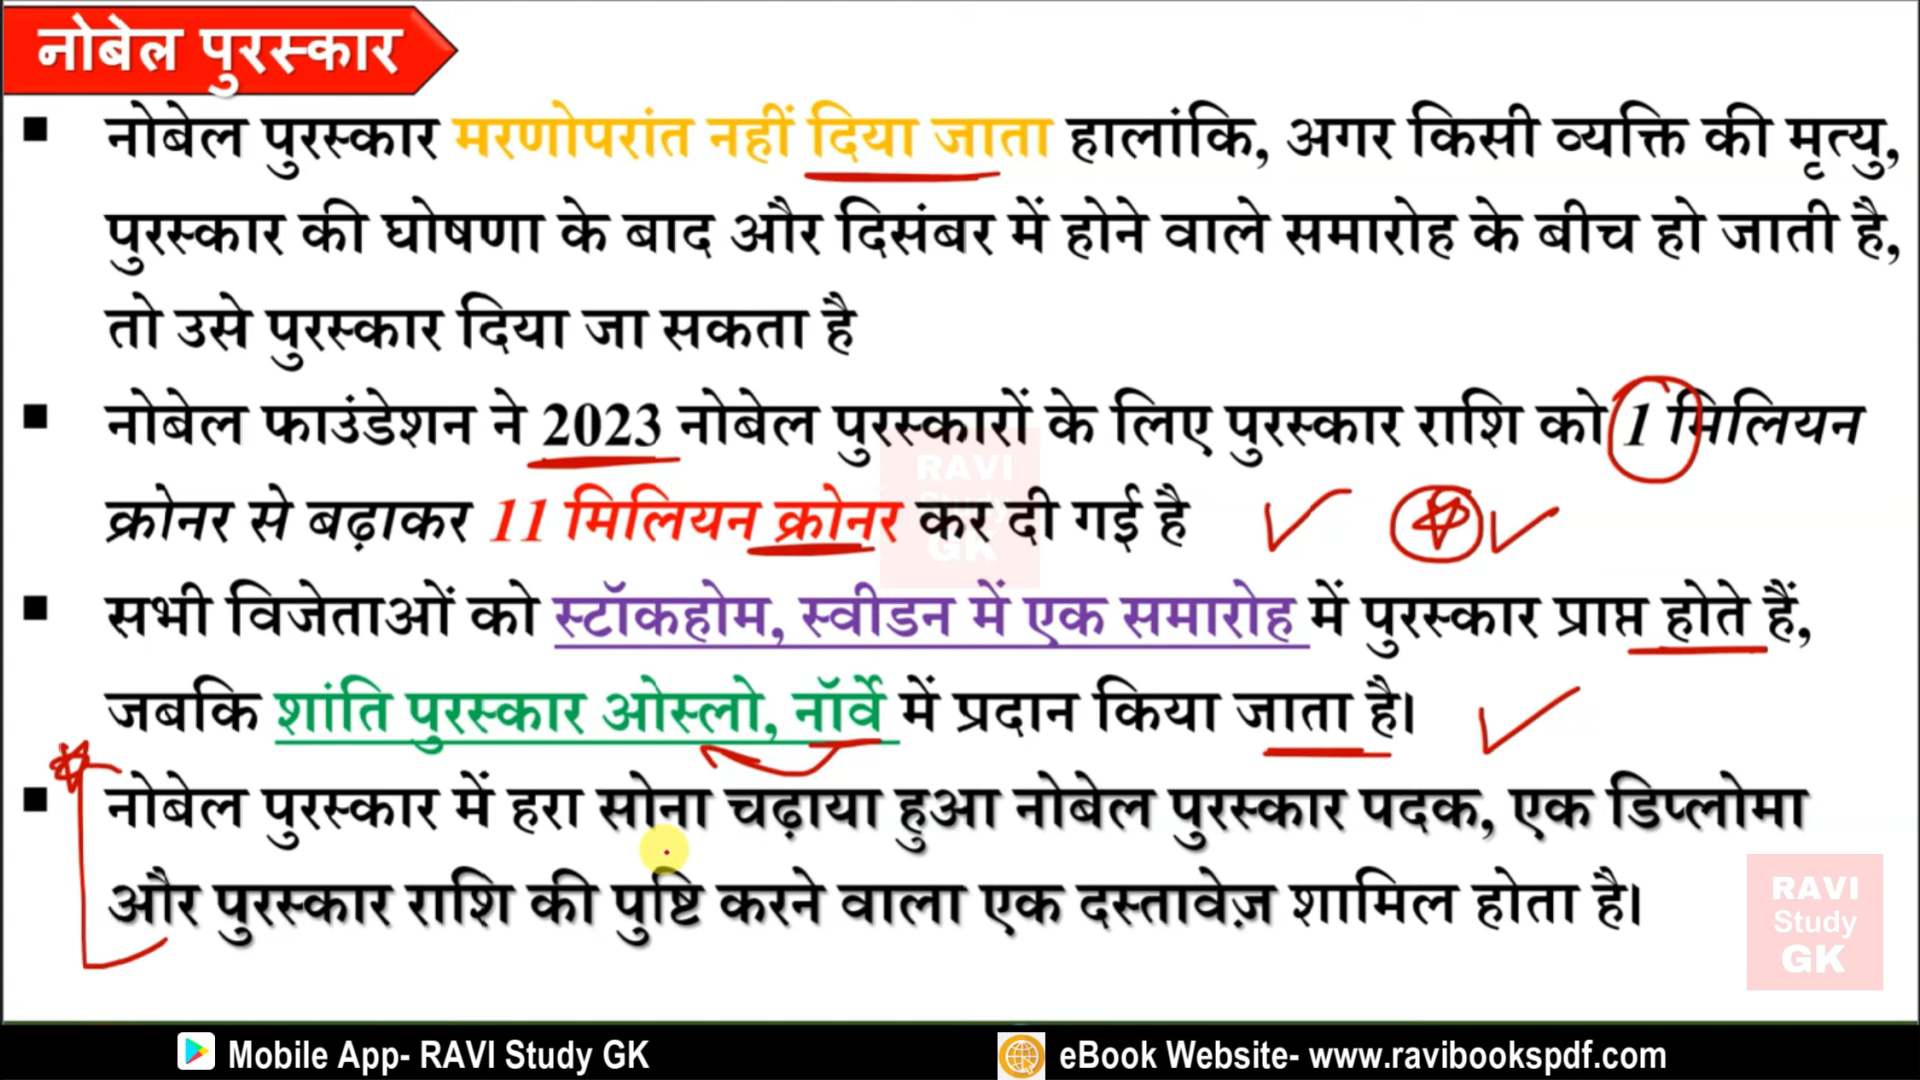 नोबेल पुरस्कार
▪ नोबेल पुरस्कार मरणोपरांत नहीं दिया जाता हालांकि, अगर किसी व्यक्ति की मृत्यु,
पुरस्कार की घोषणा के बाद और दिसंबर में होने वाले समारोह के बीच हो जाती है,
तो उसे पुरस्कार दिया जा सकता है
▪ नोबेल फाउंडेशन ने 2023 नोबेल पुरस्कारों के लिए पुरस्कार राशि को 1 मिलियन
क्रोनर से बढ़ाकर 11 मिलियन क्रोनर कर दी गई है
RAVI
Study
GK
▪ सभी विजेताओं को स्टॉकहोम, स्वीडन में एक समारोह में पुरस्कार प्राप्त होते हैं,
जबकि शांति पुरस्कार ओस्लो, नॉर्वे में प्रदान किया जाता है।
▪ नोबेल पुरस्कार में हरा सोना चढ़ाया हुआ नोबेल पुरस्कार पदक, एक डिप्लोमा
और पुरस्कार राशि की पुष्टि करने वाला एक दस्तावेज़ शामिल होता है।
RAVI
Study
GK
Mobile App- RAVI Study GK
eBook Website- www.ravibookspdf.com